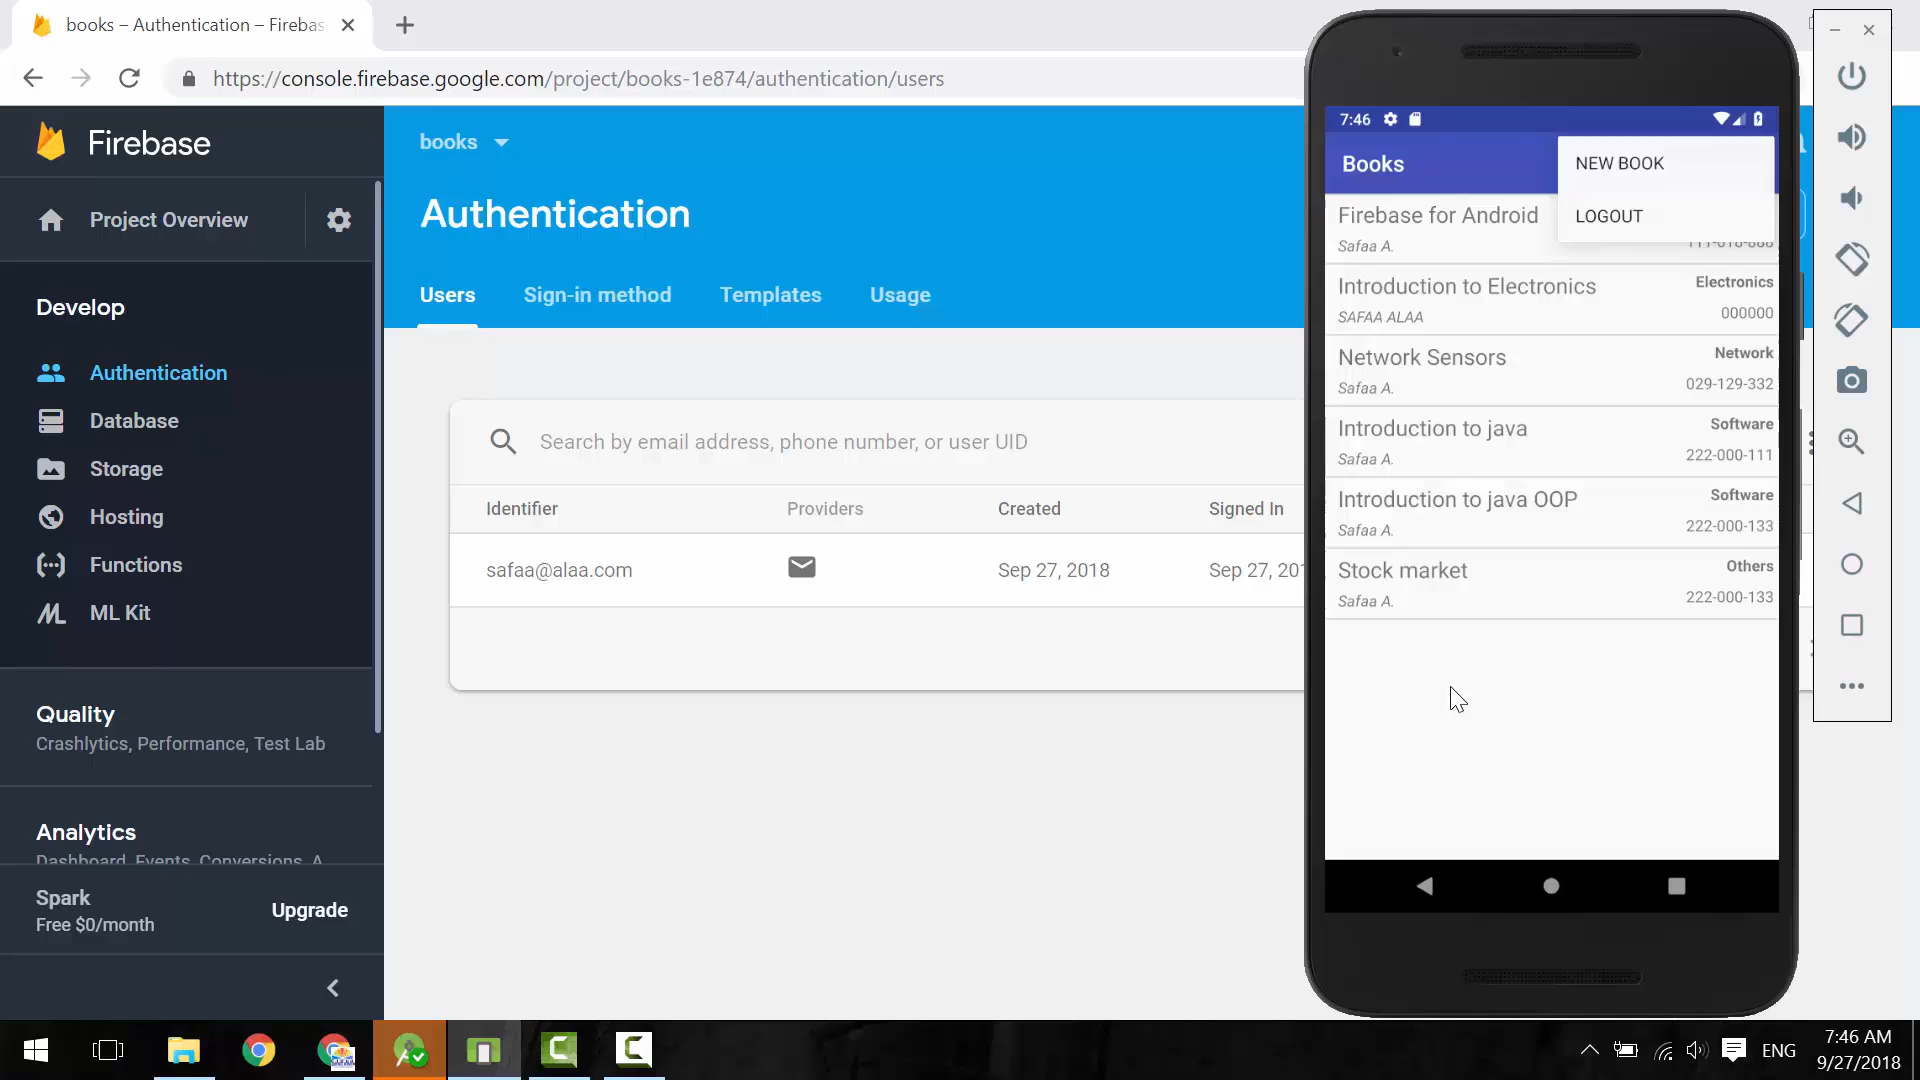 books – Authentication – Firebas
https://console.firebase.google.com/project/books-1e874/authentication/users
Firebase
Project Overview
Develop
Authentication
Database
Storage
Hosting
Functions
ML Kit
Quality
Crashlytics, Performance, Test Lab
Analytics
Dashboard, Events, Conversions, A
Spark
Free $0/month
Upgrade
books
Authentication
Users
Sign-in method
Templates
Usage
Search by email address, phone number, or user UID
Identifier
Providers
Created
Signed In
safaa@alaa.com
Sep 27, 2018
Sep 27, 201
7:46
Books
NEW BOOK
LOGOUT
Firebase for Android
Safaa A.
Introduction to Electronics
Electronics
SAFAA ALAA
000000
Network Sensors
Network
Safaa A.
029-129-332
Introduction to java
Software
Safaa A.
222-000-111
Introduction to java OOP
Software
Safaa A.
222-000-133
Stock market
Others
Safaa A.
222-000-133
ENG
7:46 AM
9/27/2018